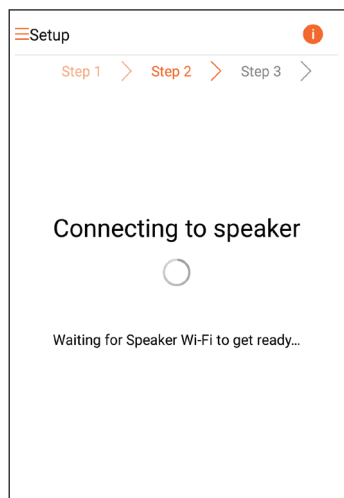 Setup
i
Step 1 Step 2 Step 3
Connecting to speaker
Waiting for Speaker Wi-Fi to get ready...